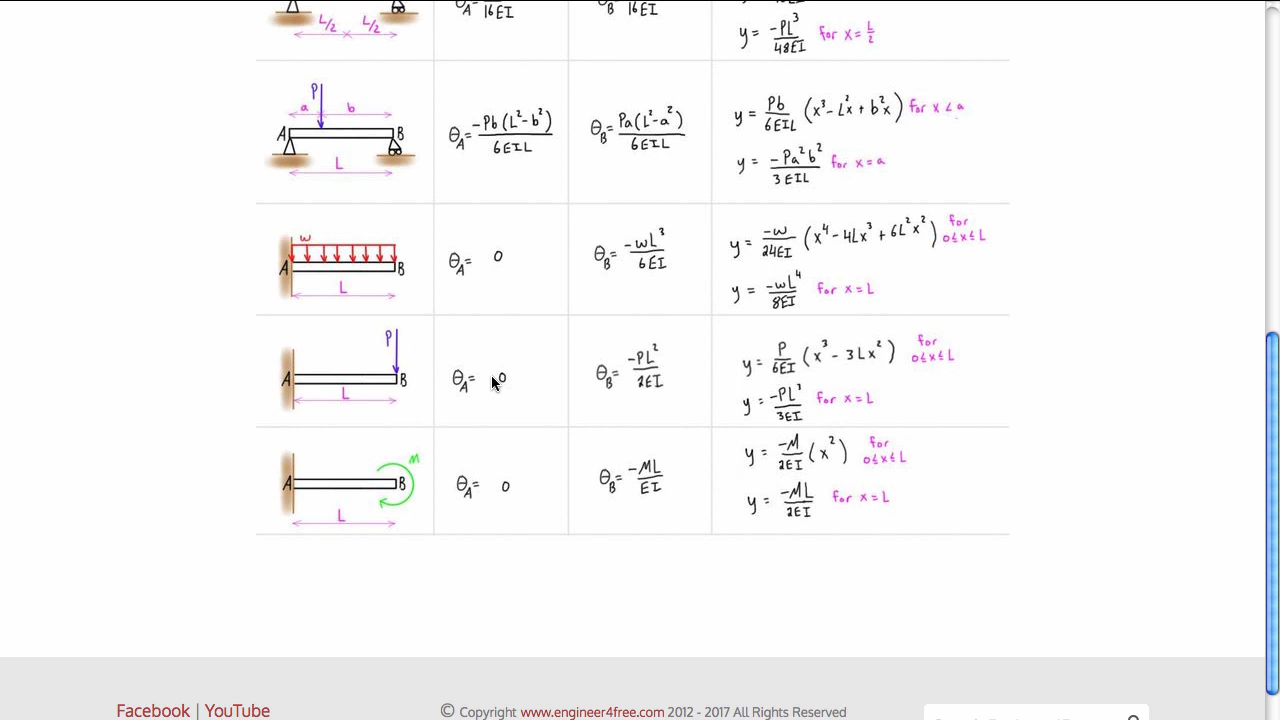 L/2 L/2
θA= 16EI
θB 16EI
y = -PL³/48EI for x = L/2
P
a b
A B
L
θA= -Pb(L²-b²)/6EIL
θB= Pa(L²-a²)/6EIL
y = Pb/6EIL (x³-L²x+b²x) for x < a
y = -Pa²b²/3EIL for x=a
w
A B
L
θA= 0
θB= -wL³/6EI
y = -w/24EI (x⁴-4Lx³+6L²x²) for 0≤x≤L
y = -wL⁴/8EI for x=L
P
A B
L
θA= 0
θB= -PL²/2EI
y = P/6EI (x³-3Lx²) for 0≤x≤L
y = -PL³/3EI for x=L
M
A B
L
θA= 0
θB= -ML/EI
y = -M/2EI (x²) for 0≤x≤L
y = -ML/2EI for x=L
Facebook | YouTube
© Copyright www.engineer4free.com 2012 - 2017 All Rights Reserved